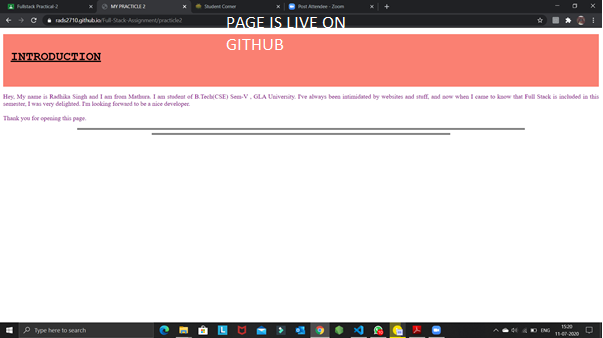 Fullstack Practical-2
MY PRACTICLE 2
Student Corner
Post Attendee - Zoom
rads2710.github.io/Full-Stack-Assignment/practicle2
PAGE IS LIVE ON
GITHUB
INTRODUCTION
Hey, My name is Radhika Singh and I am from Mathura. I am student of B.Tech(CSE) Sem-V , GLA University. I've always been intimidated by websites and stuff, and now when I came to know that Full Stack is included in this
semester, I was very delighted. I'm looking forward to be a nice developer.
Thank you for opening this page.
Type here to search
ENG
15:20
11-07-2020